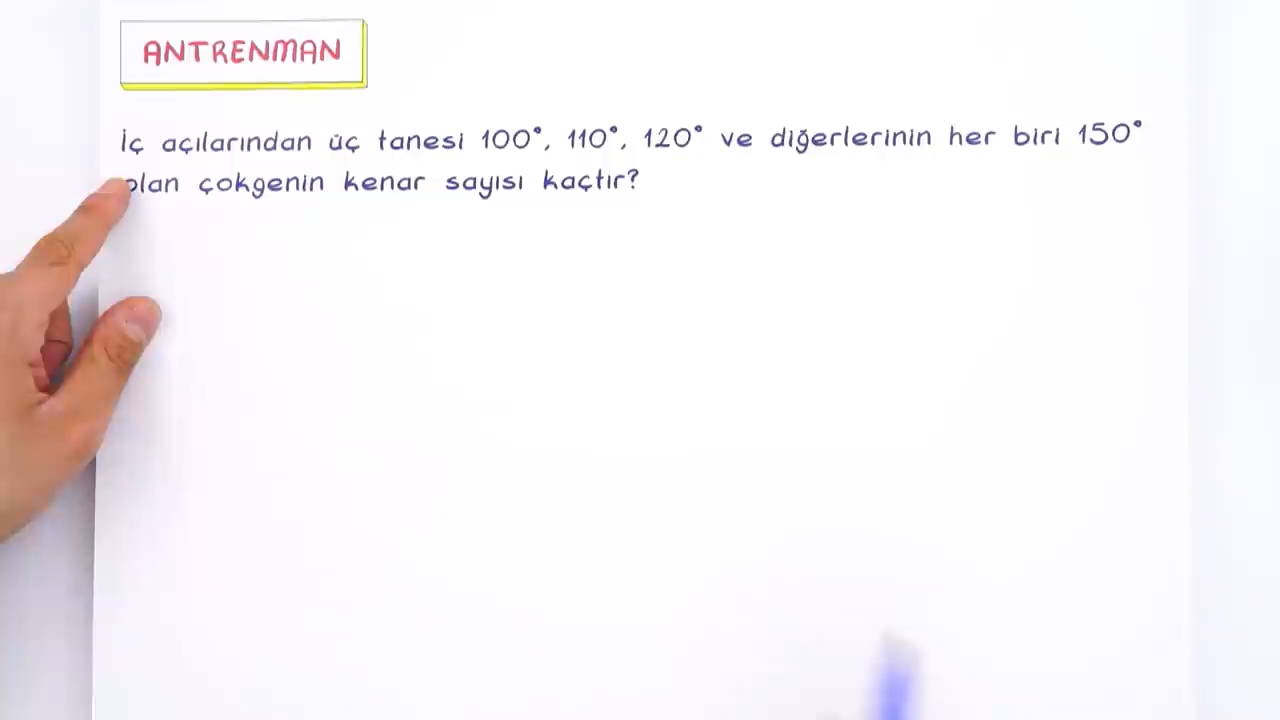 ANTRENMAN
İç açılarından üç tanesi 100°, 110°, 120° ve diğerlerinin her biri 150°
olan çokgenin kenar sayısı kaçtır?